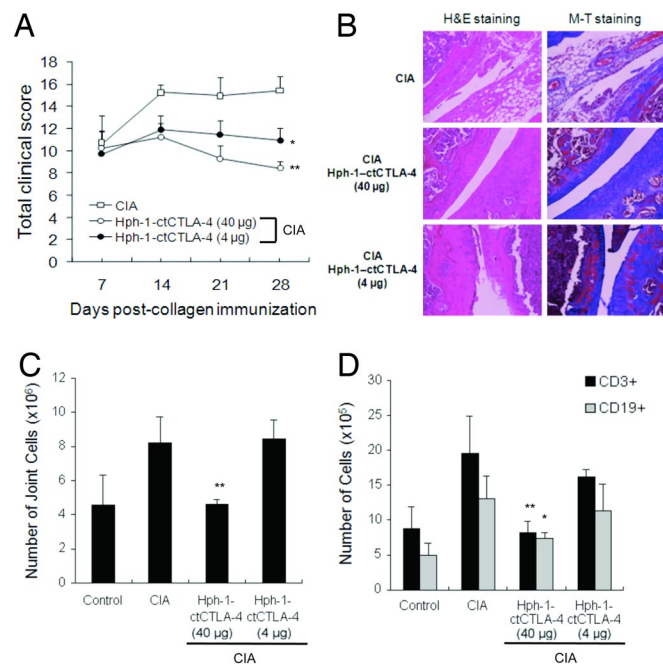 A
Total clinical score
18
16
14
12
10
8
6
4
2
0
CIA
Hph-1-ctCTLA-4 (40 µg)
Hph-1-ctCTLA-4 (4 µg)
CIA
*
**
7 14 21 28
Days post-collagen immunization
B
H&E staining M-T staining
CIA
CIA
Hph-1–ctCTLA-4
(40 µg)
CIA
Hph-1–ctCTLA-4
(4 µg)
C
Number of Joint Cells (x10⁶)
12
10
8
6
4
2
0
**
Control CIA Hph-1- Hph-1-
ctCTLA-4 ctCTLA-4
(40 µg) (4 µg)
CIA
D
Number of Cells (x10⁵)
30
25
20
15
10
5
0
CD3+
CD19+
** *
Control CIA Hph-1- Hph-1-
ctCTLA-4 ctCTLA-4
(40 µg) (4 µg)
CIA